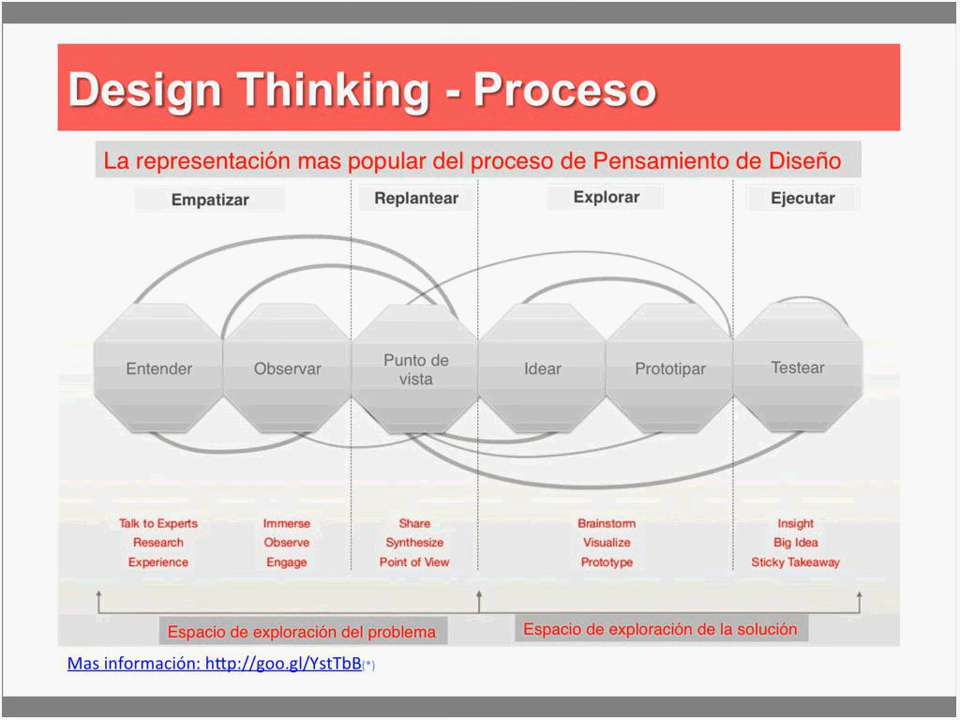 Design Thinking - Proceso
La representación mas popular del proceso de Pensamiento de Diseño
Empatizar
Replantear
Explorar
Ejecutar
Entender
Observar
Punto de
vista
Idear
Prototipar
Testear
Talk to Experts
Research
Experience
Immerse
Observe
Engage
Share
Synthesize
Point of View
Brainstorm
Visualize
Prototype
Insight
Big Idea
Sticky Takeaway
Espacio de exploración del problema
Espacio de exploración de la solución
Mas información: http://goo.gl/YstTbB(*)